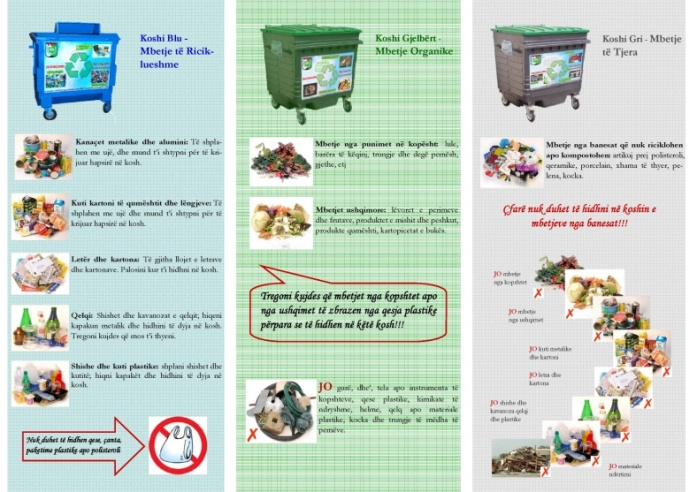 Koshi Blu -
Mbetje të Ricik-
lueshme
Kanaçet metalike dhe alumini: Të shpla-
hen me ujë, dhe mund t'i shtypni për të kri-
juar hapsirë në kosh.
Kuti kartoni të qumështit dhe lëngjeve: Të
shplahen me ujë dhe mund t'i shtypni për të
krijuar hapsirë në kosh.
Letër dhe kartona: Të gjitha llojet e letrave
dhe kartonave. Palosini kur t'i hidhni në kosh.
Qelqi: Shishet dhe kavanozat e qelqit; hiqeni
kapakun metalik dhe hidhini të dyja në kosh.
Tregoni kujdes që mos t'i thyeni.
Shishe dhe kuti plastike: shplani shishet dhe
kutitë; hiqni kapakët dhe hidhini të dyja në
kosh.
Nuk duhet të hidhen qese, çanta,
paketime plastike apo polisteroli
Koshi Gjelbërt -
Mbetje Organike
Mbetje nga punimet në kopësht: lule,
barëra të këqinj, trungje dhe degë pemësh,
gjethe, etj
Mbetjet ushqimore: lëvoret e perimeve
dhe frutave, produktet e mishit dhe peshkut,
produkte qumështi, kartopicetat e bukës.
Tregoni kujdes që mbetjet nga kopshtet apo
nga ushqimet të zbrazen nga qesja plastike
përpara se të hidhen në këtë kosh!!!
JO gurë, dhe', tela apo instrumenta të
kopshteve, qese plastike, kimikate të
ndryshme, helme, qelq apo materiale
plastike, kocka dhe trungje të mëdha të
pemëve.
Koshi Gri - Mbetje
të Tjera
Mbetje nga banesat që nuk riciklohen
apo kompostohen: artikuj prej polisteroli,
qeramike, porcelain, xhama të thyer, pe-
lena, kocka.
Çfarë nuk duhet të hidhni në koshin e
mbetjeve nga banesat!!!
JO mbetje
nga kopshtet
JO mbetje
nga ushqimet
JO kuti metalike
dhe kartoni
JO letra dhe
kartona
JO shishe dhe
kavanoza qelqi
dhe plastike
JO materiale
ndërtimi